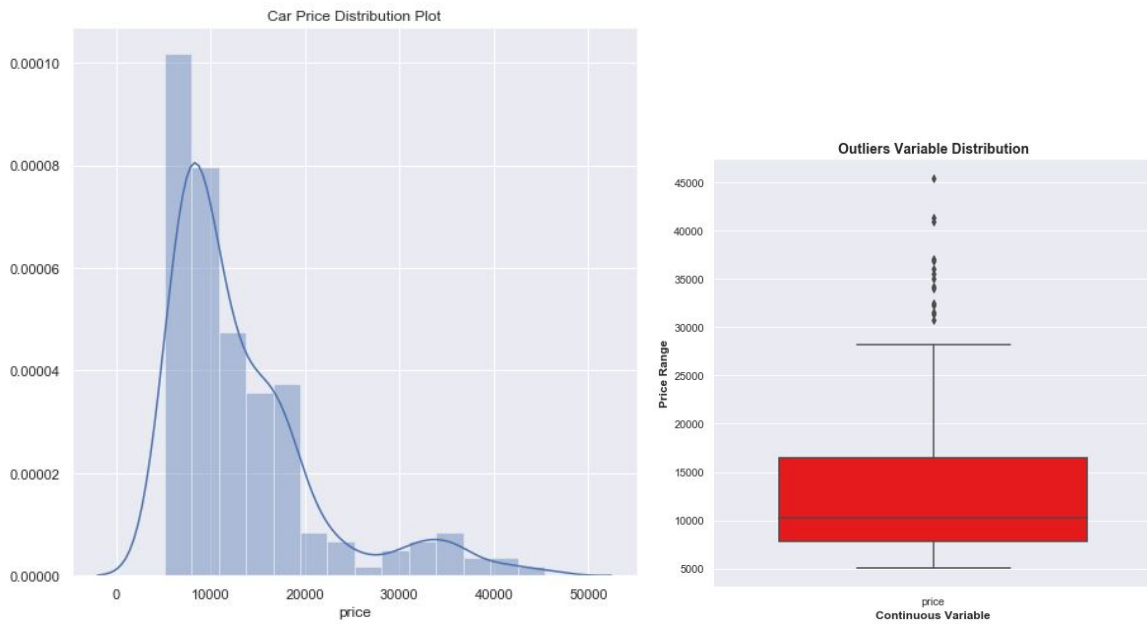 Car Price Distribution Plot
0.00010
0.00008
0.00006
0.00004
0.00002
0.00000
0 10000 20000 30000 40000 50000
price
Outliers Variable Distribution
45000
40000
35000
30000
25000
20000
15000
10000
5000
Price Range
price
Continuous Variable